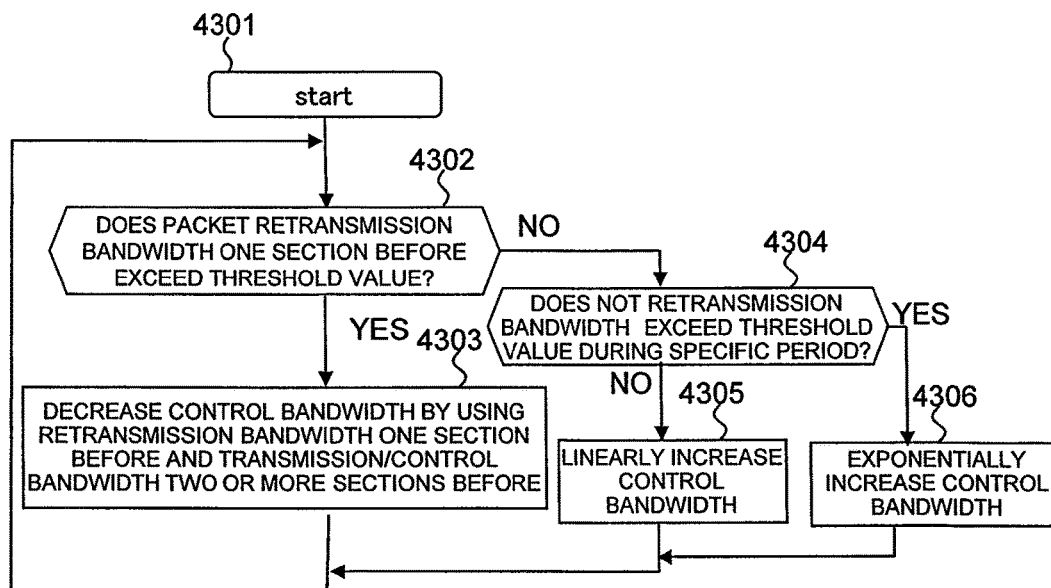 4301
start
4302
DOES PACKET RETRANSMISSION
BANDWIDTH ONE SECTION BEFORE
EXCEED THRESHOLD VALUE?
NO
YES
4304
DOES NOT RETRANSMISSION
BANDWIDTH EXCEED THRESHOLD
VALUE DURING SPECIFIC PERIOD?
YES
NO
4303
DECREASE CONTROL BANDWIDTH BY USING
RETRANSMISSION BANDWIDTH ONE SECTION
BEFORE AND TRANSMISSION/CONTROL
BANDWIDTH TWO OR MORE SECTIONS BEFORE
4305
LINEARLY INCREASE
CONTROL
BANDWIDTH
4306
EXPONENTIALLY
INCREASE CONTROL
BANDWIDTH